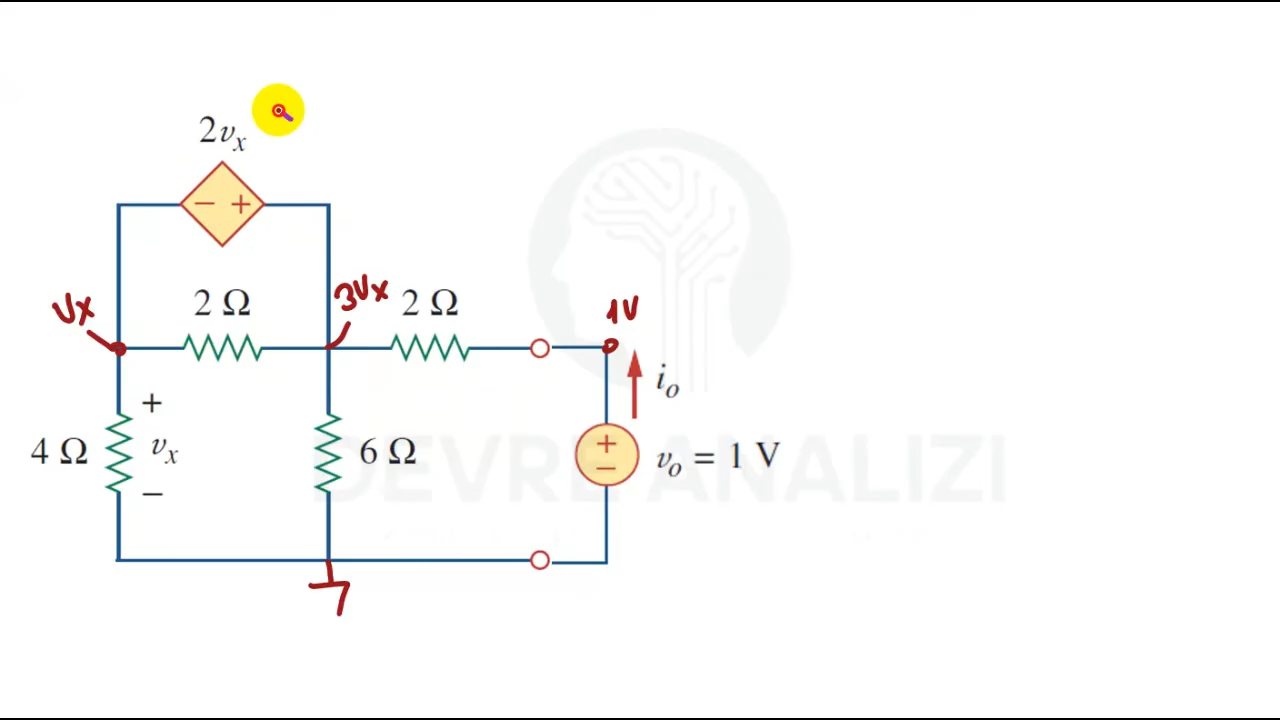 2vₓ
− +
Vx
2 Ω
3Vx
2 Ω
1V
+
4 Ω
vₓ
−
6 Ω
iₒ
+
−
vₒ = 1 V
DEVRE ANALIZI